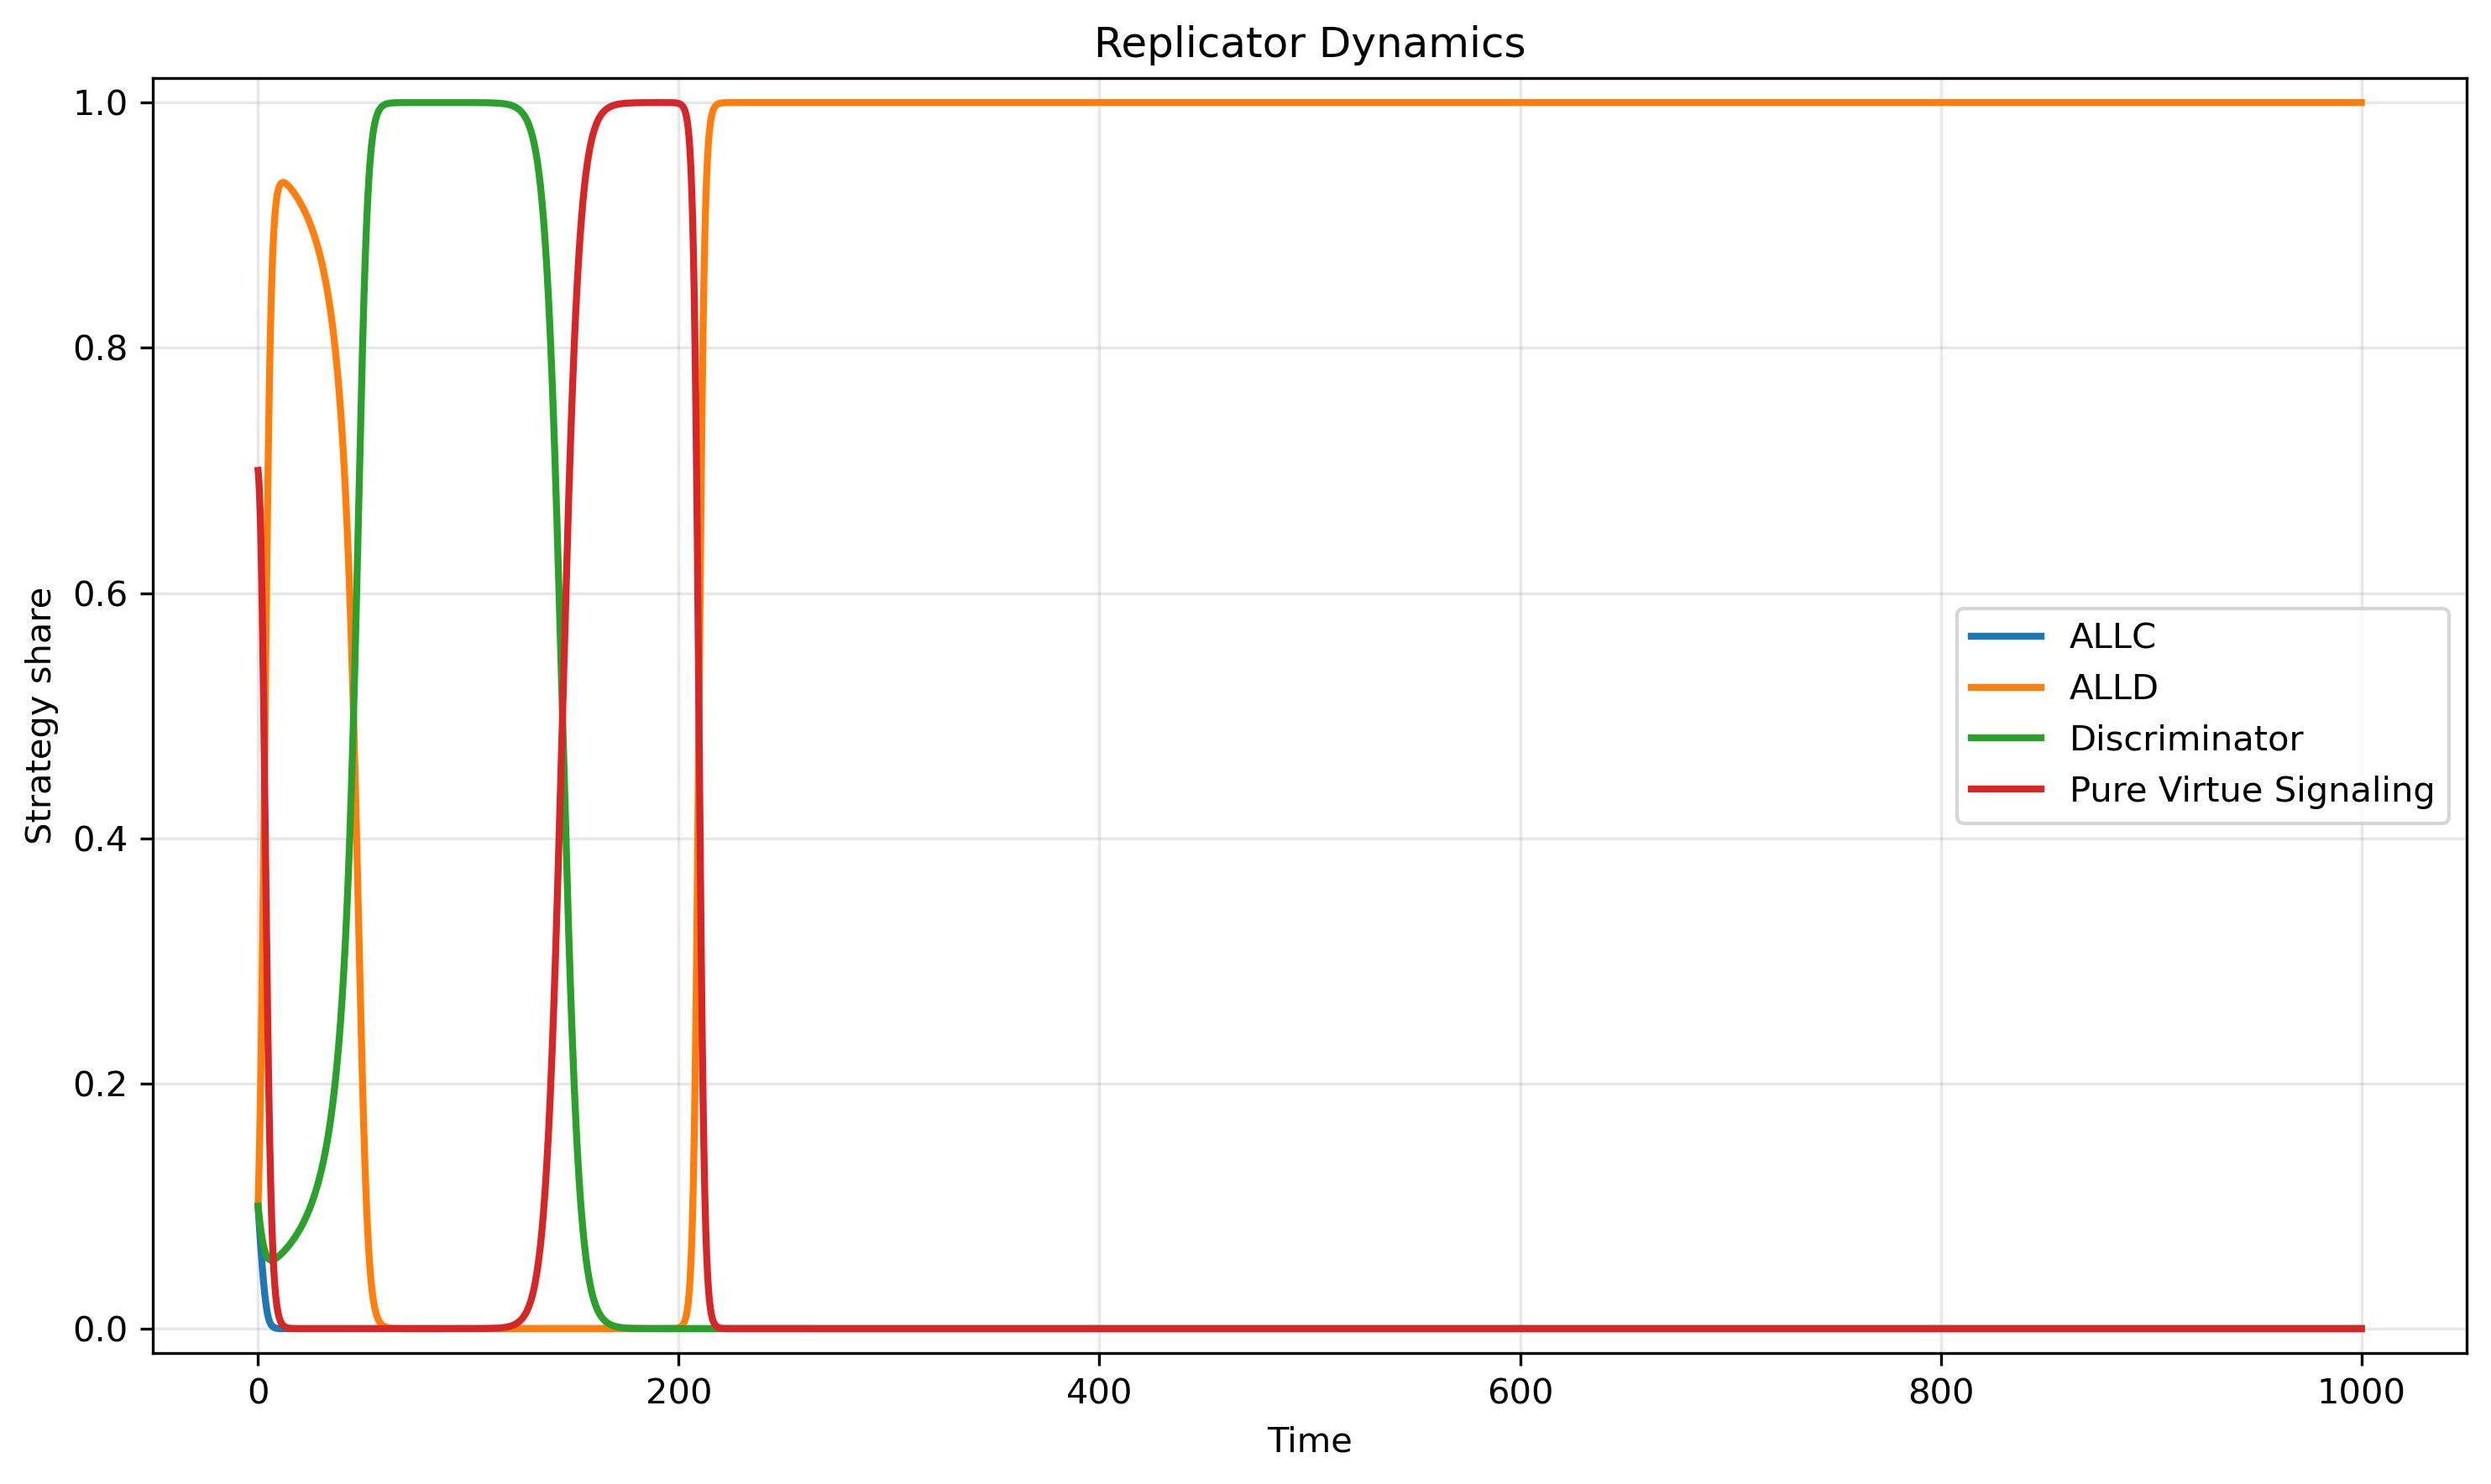 Replicator Dynamics
1.0
0.8
0.6
0.4
0.2
0.0
Strategy share
ALLC
ALLD
Discriminator
Pure Virtue Signaling
0 200 400 600 800 1000
Time